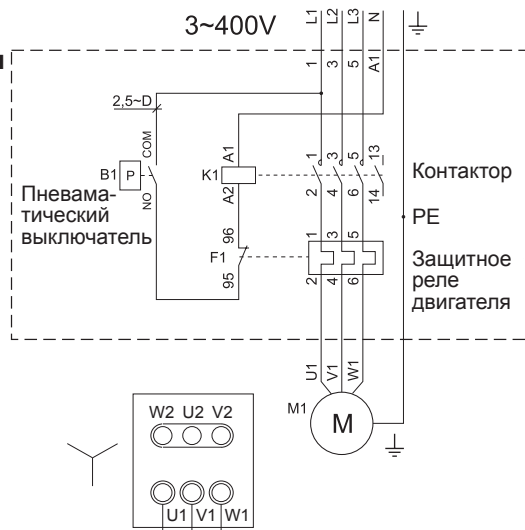 3~400V
L1 L2 L3 N
1 3 5 A1
2,5~D
COM
B1 P
NO
Пневама-
тический
выключатель
A1
K1
A2
1 3 5 13
2 4 6 14
Контактор
PE
96
F1
95
1 3 5
2 4 6
Защитное
реле
двигателя
U1 V1 W1
M1
M
W2 U2 V2
U1 V1 W1